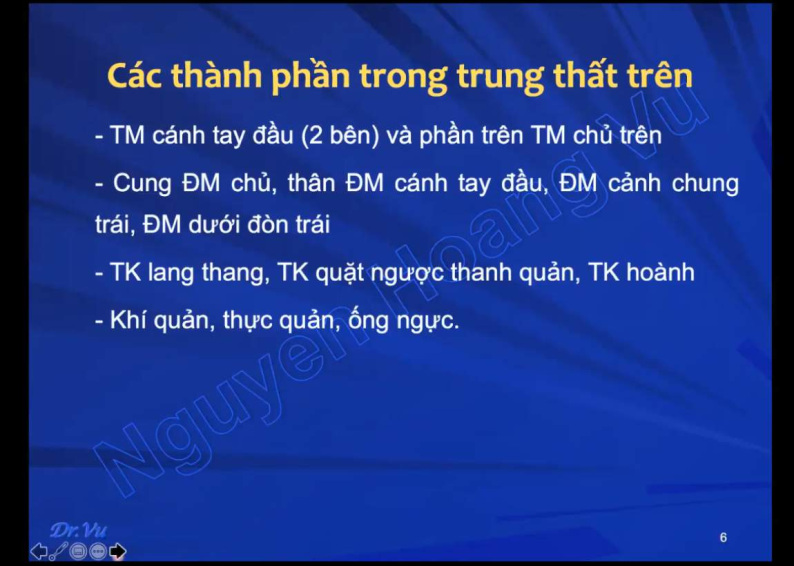 Các thành phần trong trung thất trên
- TM cánh tay đầu (2 bên) và phần trên TM chủ trên
- Cung ĐM chủ, thân ĐM cánh tay đầu, ĐM cảnh chung
trái, ĐM dưới đòn trái
- TK lang thang, TK quặt ngược thanh quản, TK hoành
- Khí quản, thực quản, ống ngực.
Nguyen Hoang Vu
Dr.Vu
6